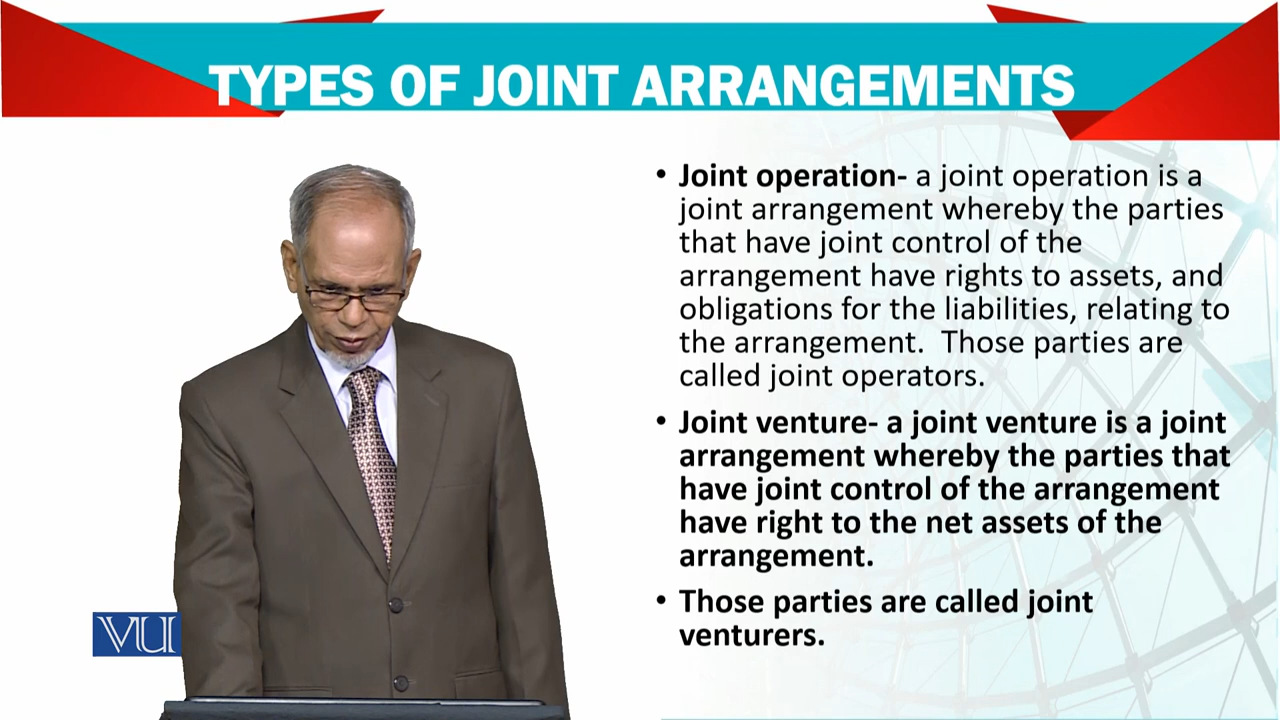 TYPES OF JOINT ARRANGEMENTS
• Joint operation- a joint operation is a
joint arrangement whereby the parties
that have joint control of the
arrangement have rights to assets, and
obligations for the liabilities, relating to
the arrangement.  Those parties are
called joint operators.
• Joint venture- a joint venture is a joint
arrangement whereby the parties that
have joint control of the arrangement
have right to the net assets of the
arrangement.
• Those parties are called joint
venturers.
VU